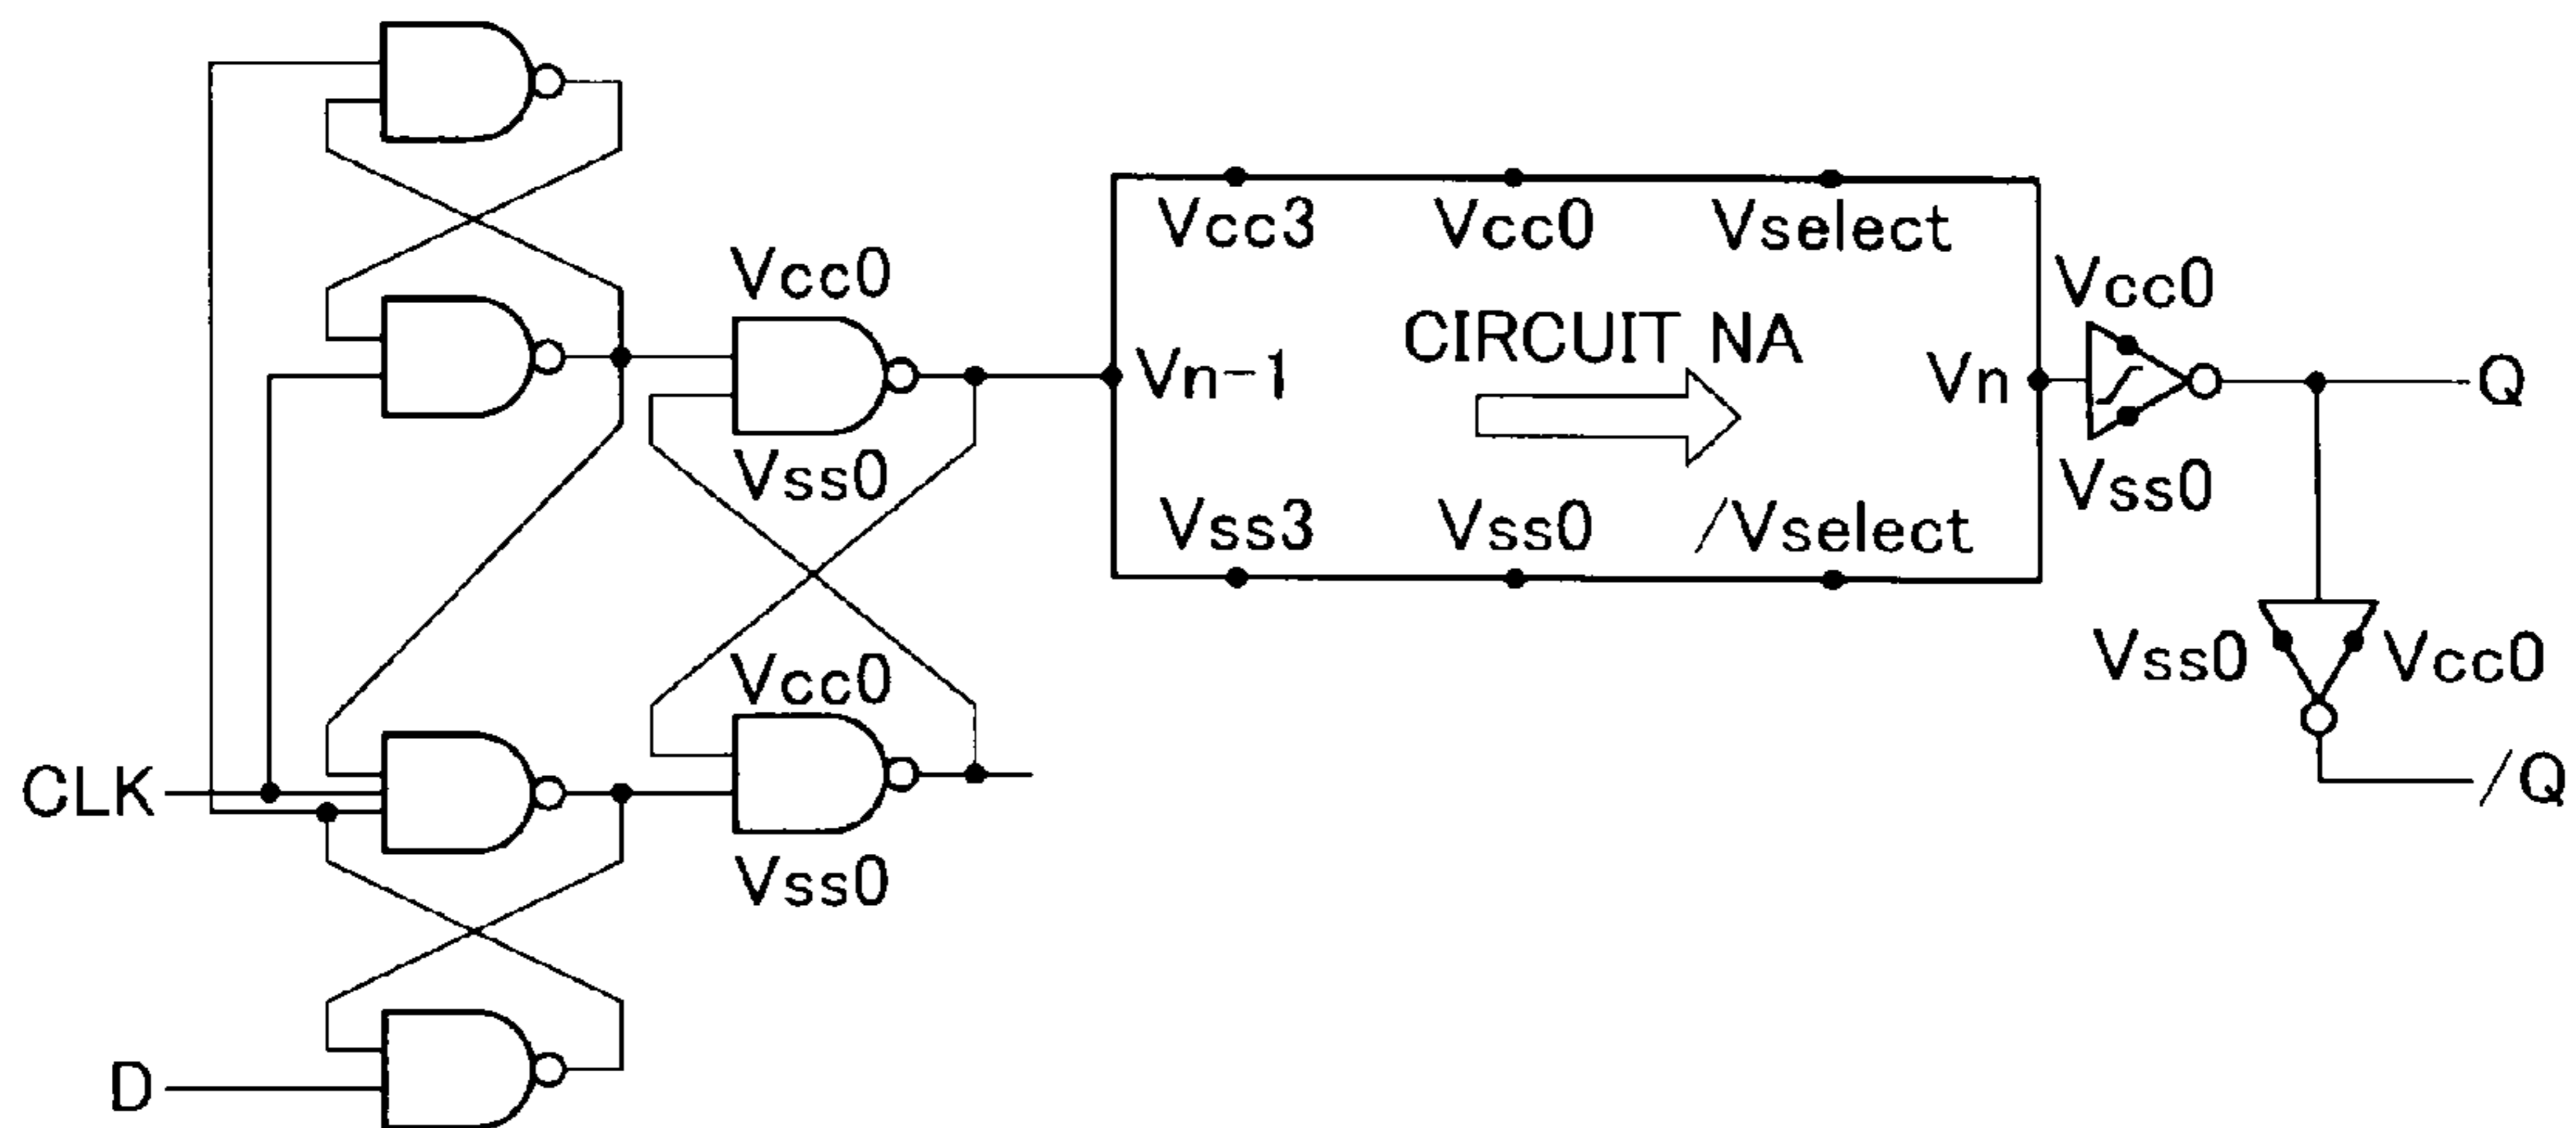 Vcc3 Vcc0 Vselect
Vcc0
Vcc0
CIRCUIT NA
Vn-1
Vn
Q
Vss0
Vss0
Vss3 Vss0 /Vselect
Vcc0
Vss0
Vcc0
CLK
/Q
Vss0
D